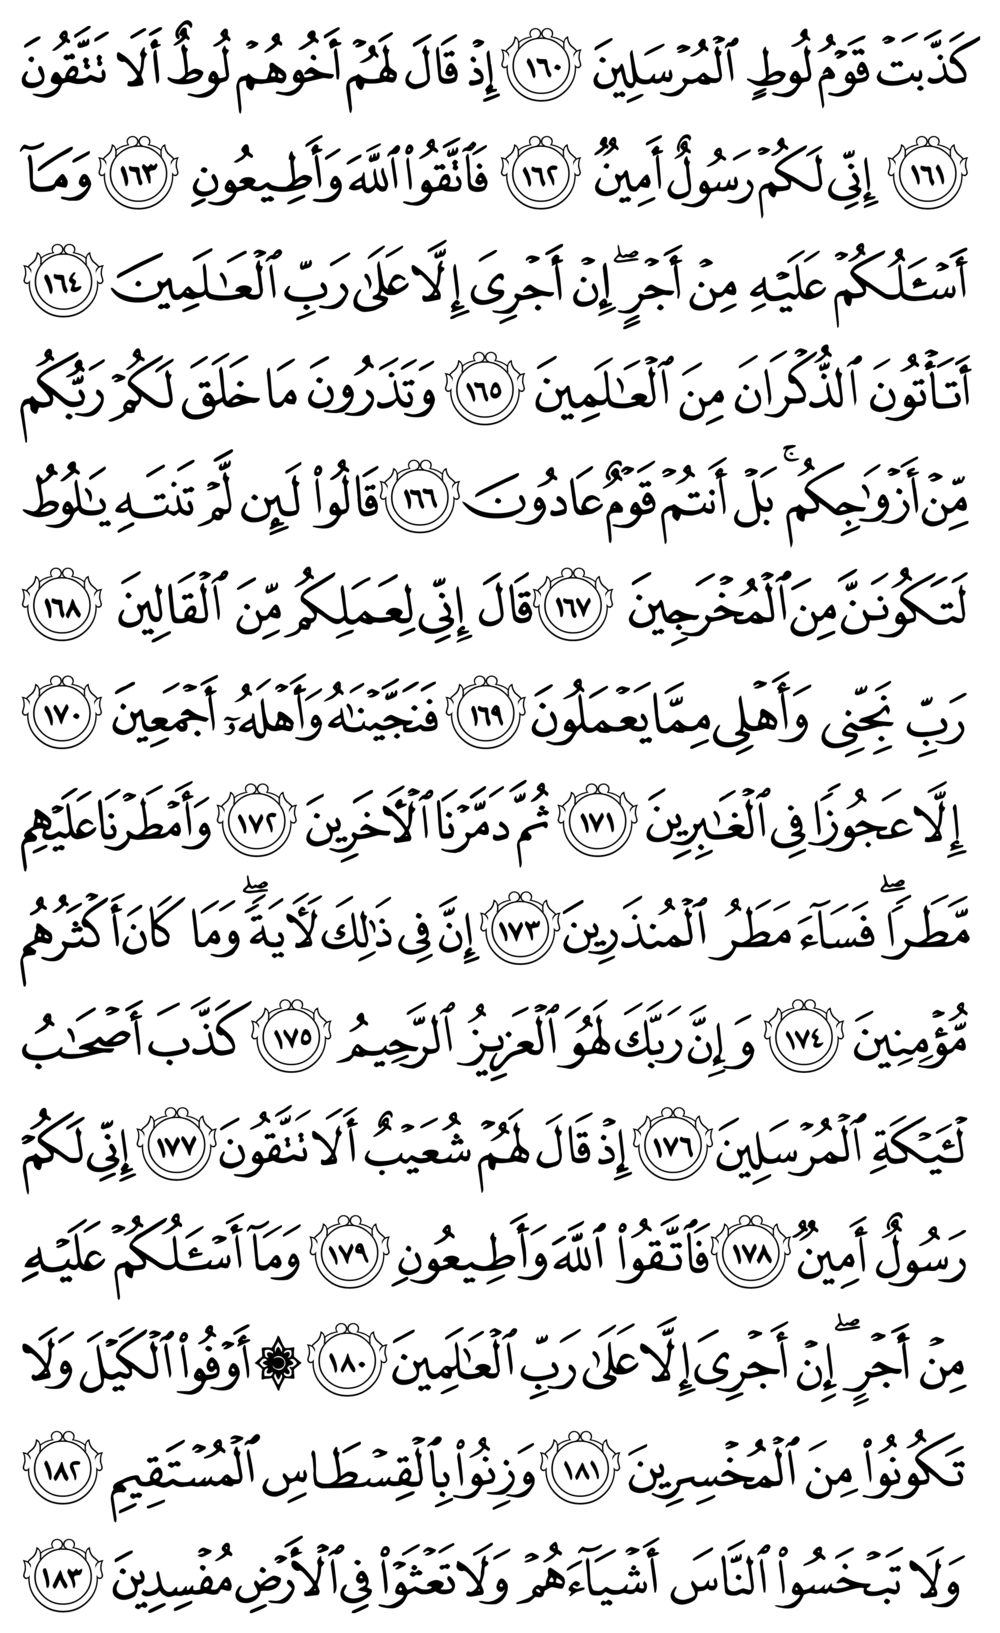 كَذَّبَتۡ قَوۡمُ لُوطٍ ٱلۡمُرۡسَلِينَ ١٦٠ إِذۡ قَالَ لَهُمۡ أَخُوهُمۡ لُوطٌ أَلَا تَتَّقُونَ
١٦١ إِنِّي لَكُمۡ رَسُولٌ أَمِينٌ ١٦٢ فَٱتَّقُواْ ٱللَّهَ وَأَطِيعُونِ ١٦٣ وَمَآ
أَسۡـَٔلُكُمۡ عَلَيۡهِ مِنۡ أَجۡرٍۖ إِنۡ أَجۡرِيَ إِلَّا عَلَىٰ رَبِّ ٱلۡعَٰلَمِينَ ١٦٤
أَتَأۡتُونَ ٱلذُّكۡرَانَ مِنَ ٱلۡعَٰلَمِينَ ١٦٥ وَتَذَرُونَ مَا خَلَقَ لَكُمۡ رَبُّكُم
مِّنۡ أَزۡوَٰجِكُمۚ بَلۡ أَنتُمۡ قَوۡمٌ عَادُونَ ١٦٦ قَالُواْ لَئِن لَّمۡ تَنتَهِ يَٰلُوطُ
لَتَكُونَنَّ مِنَ ٱلۡمُخۡرَجِينَ ١٦٧ قَالَ إِنِّي لِعَمَلِكُم مِّنَ ٱلۡقَالِينَ ١٦٨
رَبِّ نَجِّنِي وَأَهۡلِي مِمَّا يَعۡمَلُونَ ١٦٩ فَنَجَّيۡنَٰهُ وَأَهۡلَهُۥٓ أَجۡمَعِينَ ١٧٠
إِلَّا عَجُوزٗا فِي ٱلۡغَٰبِرِينَ ١٧١ ثُمَّ دَمَّرۡنَا ٱلۡأٓخَرِينَ ١٧٢ وَأَمۡطَرۡنَا عَلَيۡهِم
مَّطَرٗاۖ فَسَآءَ مَطَرُ ٱلۡمُنذَرِينَ ١٧٣ إِنَّ فِي ذَٰلِكَ لَأٓيَةٗۖ وَمَا كَانَ أَكۡثَرُهُم
مُّؤۡمِنِينَ ١٧٤ وَإِنَّ رَبَّكَ لَهُوَ ٱلۡعَزِيزُ ٱلرَّحِيمُ ١٧٥ كَذَّبَ أَصۡحَٰبُ
لۡـَٔيۡكَةِ ٱلۡمُرۡسَلِينَ ١٧٦ إِذۡ قَالَ لَهُمۡ شُعَيۡبٌ أَلَا تَتَّقُونَ ١٧٧ إِنِّي لَكُمۡ
رَسُولٌ أَمِينٌ ١٧٨ فَٱتَّقُواْ ٱللَّهَ وَأَطِيعُونِ ١٧٩ وَمَآ أَسۡـَٔلُكُمۡ عَلَيۡهِ
مِنۡ أَجۡرٍۖ إِنۡ أَجۡرِيَ إِلَّا عَلَىٰ رَبِّ ٱلۡعَٰلَمِينَ ١٨٠ ۞ أَوۡفُواْ ٱلۡكَيۡلَ وَلَا
تَكُونُواْ مِنَ ٱلۡمُخۡسِرِينَ ١٨١ وَزِنُواْ بِٱلۡقِسۡطَاسِ ٱلۡمُسۡتَقِيمِ ١٨٢
وَلَا تَبۡخَسُواْ ٱلنَّاسَ أَشۡيَآءَهُمۡ وَلَا تَعۡثَوۡاْ فِي ٱلۡأَرۡضِ مُفۡسِدِينَ ١٨٣